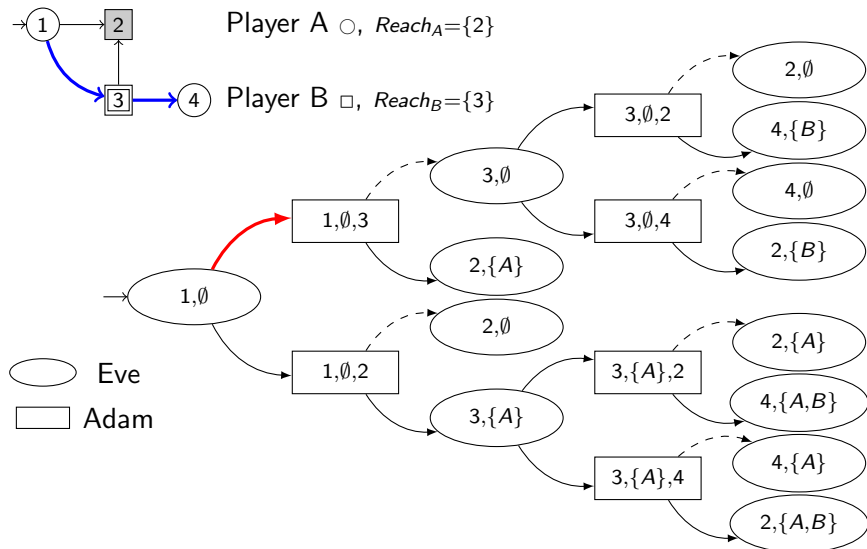 1
2
Player A ○, Reach_A={2}
3
4
Player B □, Reach_B={3}
2,∅
3,∅,2
4,{B}
3,∅
4,∅
1,∅,3
3,∅,4
2,{B}
2,{A}
1,∅
2,∅
2,{A}
1,∅,2
3,{A},2
Eve
4,{A,B}
Adam
3,{A}
4,{A}
3,{A},4
2,{A,B}